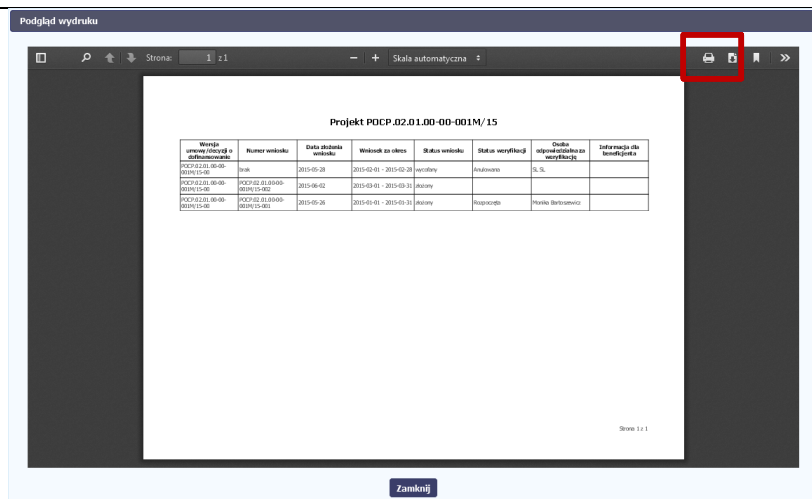 Podgląd wydruku
Strona: 1 z 1 Skala automatyczna
Projekt POCP.02.01.00-00-001M/15
Wersja umowy/decyzji o dofinansowanie Numer wniosku Data złożenia wniosku Wniosek za okres Status wniosku Status weryfikacji Osoba odpowiedzialna za weryfikację Informacja dla beneficjenta
POCP.02.01.00-00-001M/15-00 brak 2015-05-28 2015-02-01 - 2015-02-28 wycofany Anulowana SL SL
POCP.02.01.00-00-001M/15-00 POCP.02.01.00-00-001M/15-002 2015-06-02 2015-03-01 - 2015-03-31 złożony
POCP.02.01.00-00-001M/15-00 POCP.02.01.00-00-001M/15-001 2015-05-26 2015-01-01 - 2015-01-31 złożony Rozpoczęta Monika Bartoszewicz
Strona 1 z 1
Zamknij